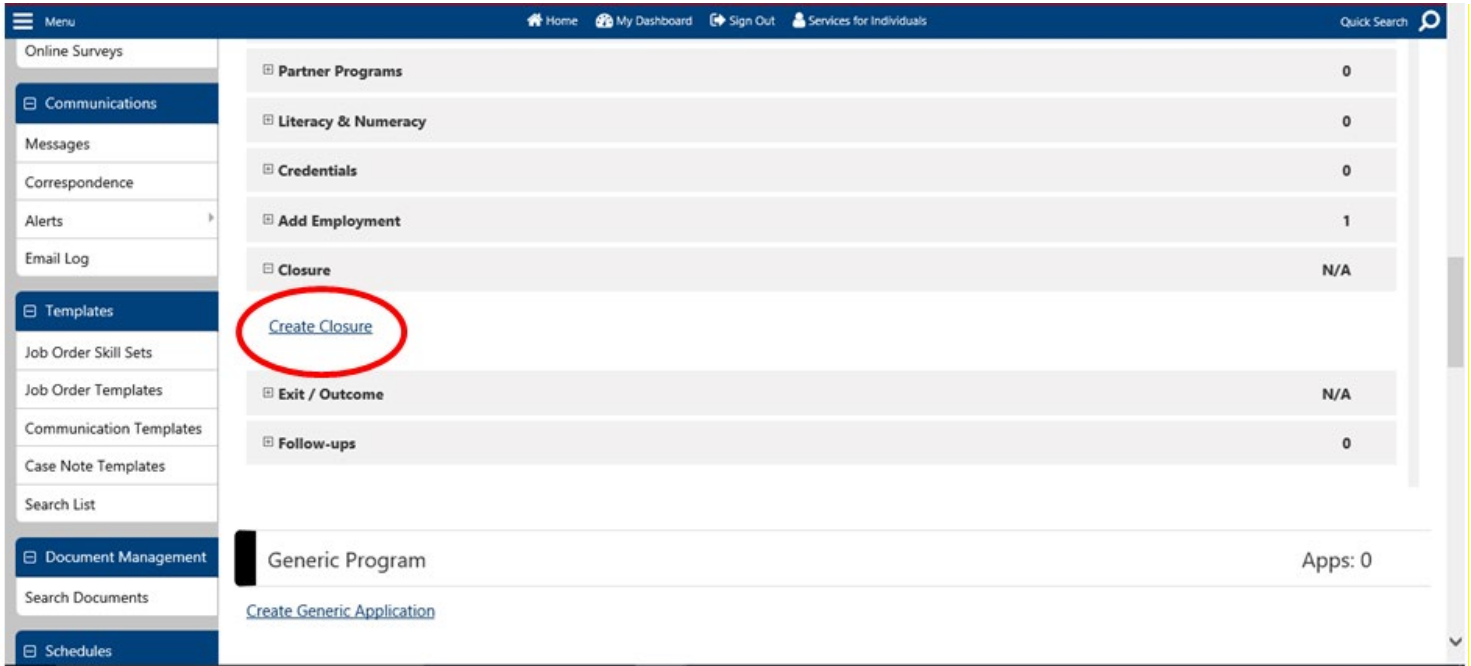 Menu Home My Dashboard Sign Out Services for Individuals Quick Search
Online Surveys
Communications
Messages
Correspondence
Alerts
Email Log
Templates
Job Order Skill Sets
Job Order Templates
Communication Templates
Case Note Templates
Search List
Document Management
Search Documents
Schedules
Partner Programs 0
Literacy & Numeracy 0
Credentials 0
Add Employment 1
Closure N/A
Create Closure
Exit / Outcome N/A
Follow-ups 0
Generic Program Apps: 0
Create Generic Application